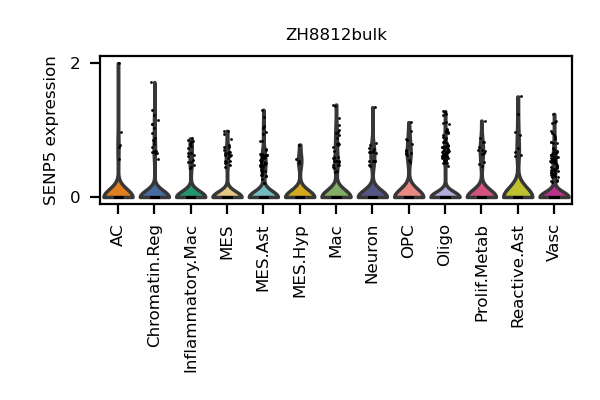 ZH8812bulk
SENP5 expression
2
0
AC
Chromatin.Reg
Inflammatory.Mac
MES
MES.Ast
MES.Hyp
Mac
Neuron
OPC
Oligo
Prolif.Metab
Reactive.Ast
Vasc